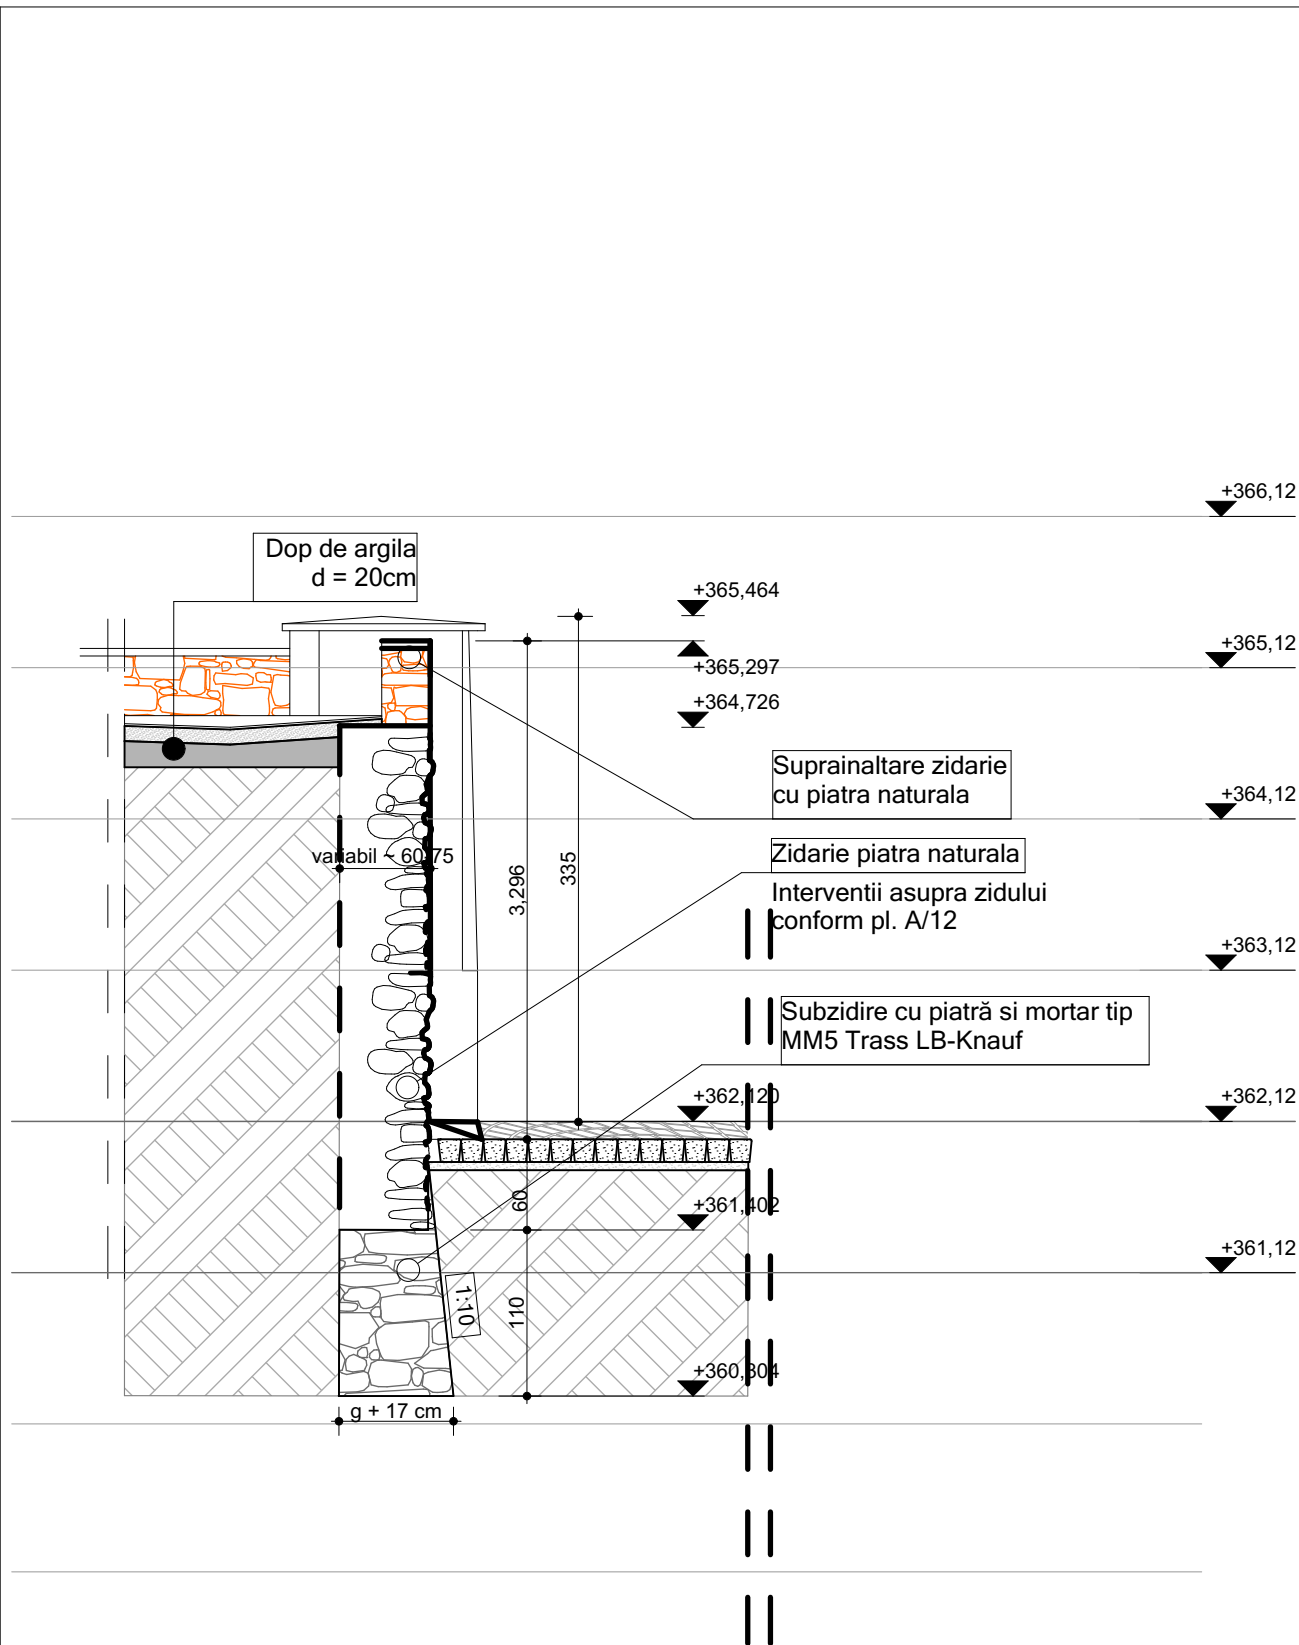 +366,12
Dop de argila
d = 20cm
+365,464
+365,12
+365,297
+364,726
Suprainaltare zidarie
cu piatra naturala
+364,12
variabil ~ 60-75
3,296
335
Zidarie piatra naturala
Interventii asupra zidului
conform pl. A/12
+363,12
Subzidire cu piatră si mortar tip
MM5 Trass LB-Knauf
+362,120
+362,12
60
+361,402
+361,12
1:10
110
+360,304
g + 17 cm